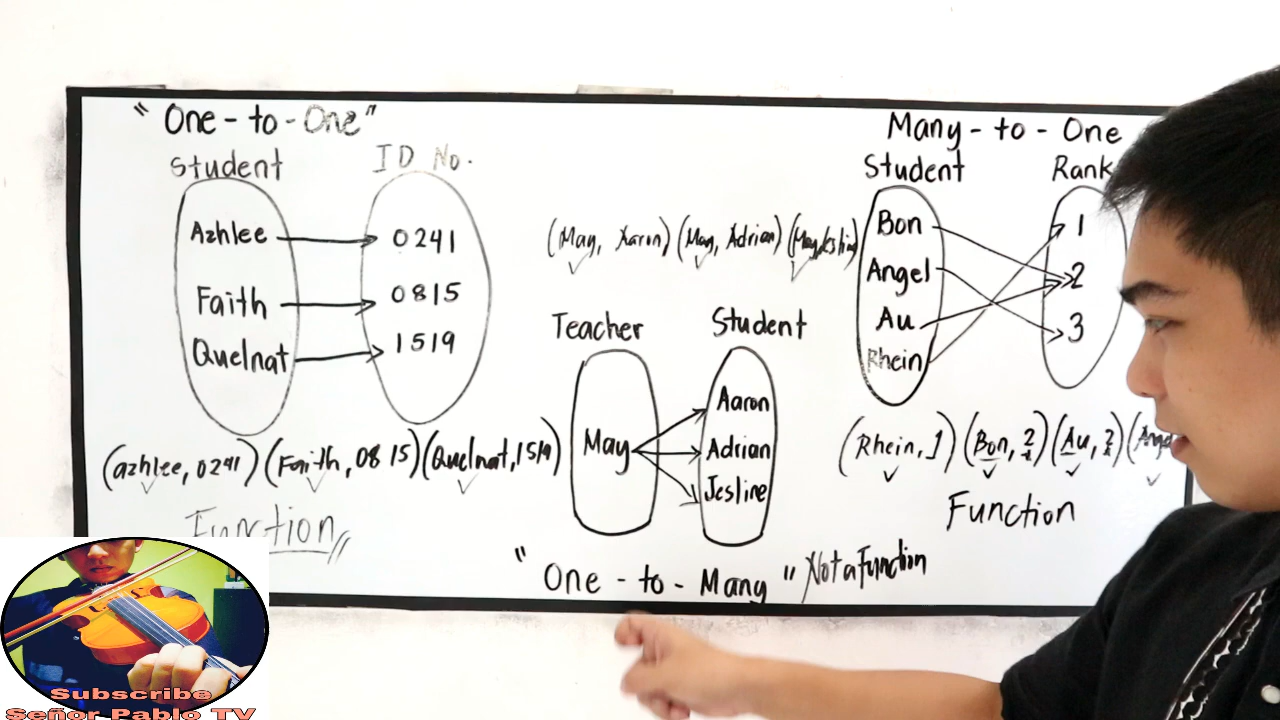 "One-to-One"
Student ID No.
Azhlee 0241
Faith 0815
Quelnat 1519
(azhlee, 0241) (Faith, 0815) (Quelnat, 1519)
Function
(May, Aaron) (May, Adrian) (May, Jesline)
Teacher Student
May
Aaron
Adrian
Jesline
"One-to-Many" Not a Function
Many-to-One
Student Rank
Bon 1
Angel 2
Au 3
Rhein
(Rhein, 1) (Bon, 2) (Au, 2) (Ange
Function
Subscribe
Señor Pablo TV